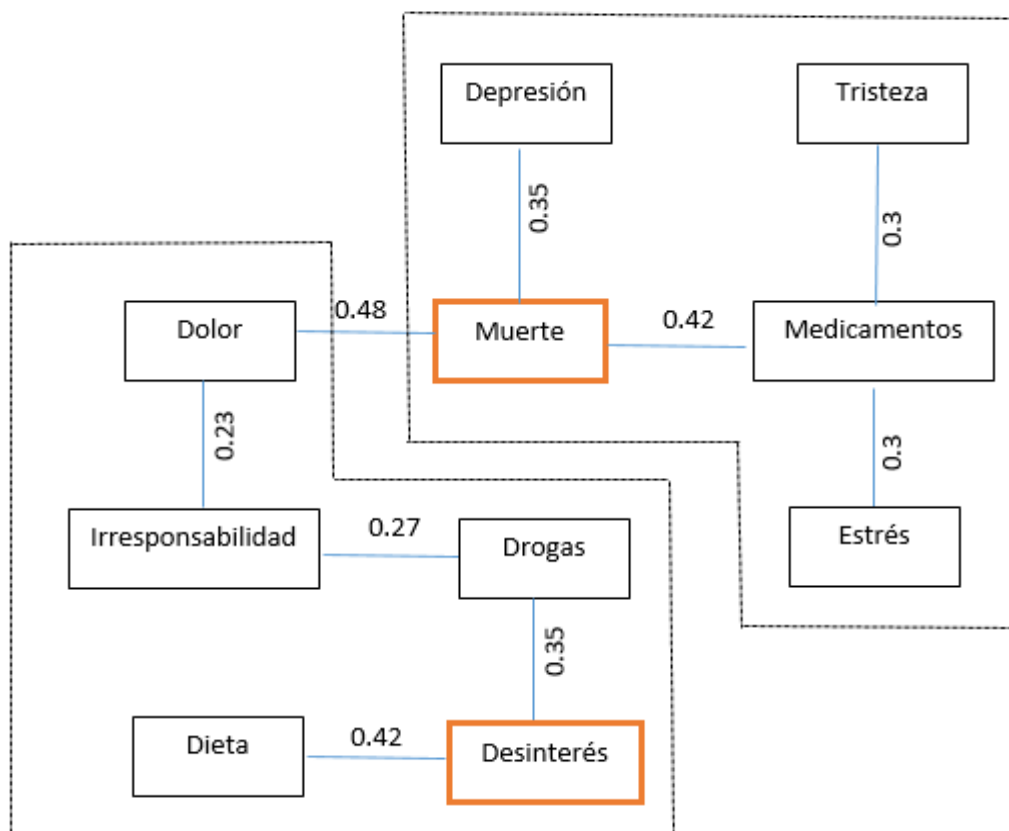 Depresión
Tristeza
0.35
0.3
Dolor
0.48
Muerte
0.42
Medicamentos
0.23
0.3
Irresponsabilidad
0.27
Drogas
Estrés
0.35
Dieta
0.42
Desinterés